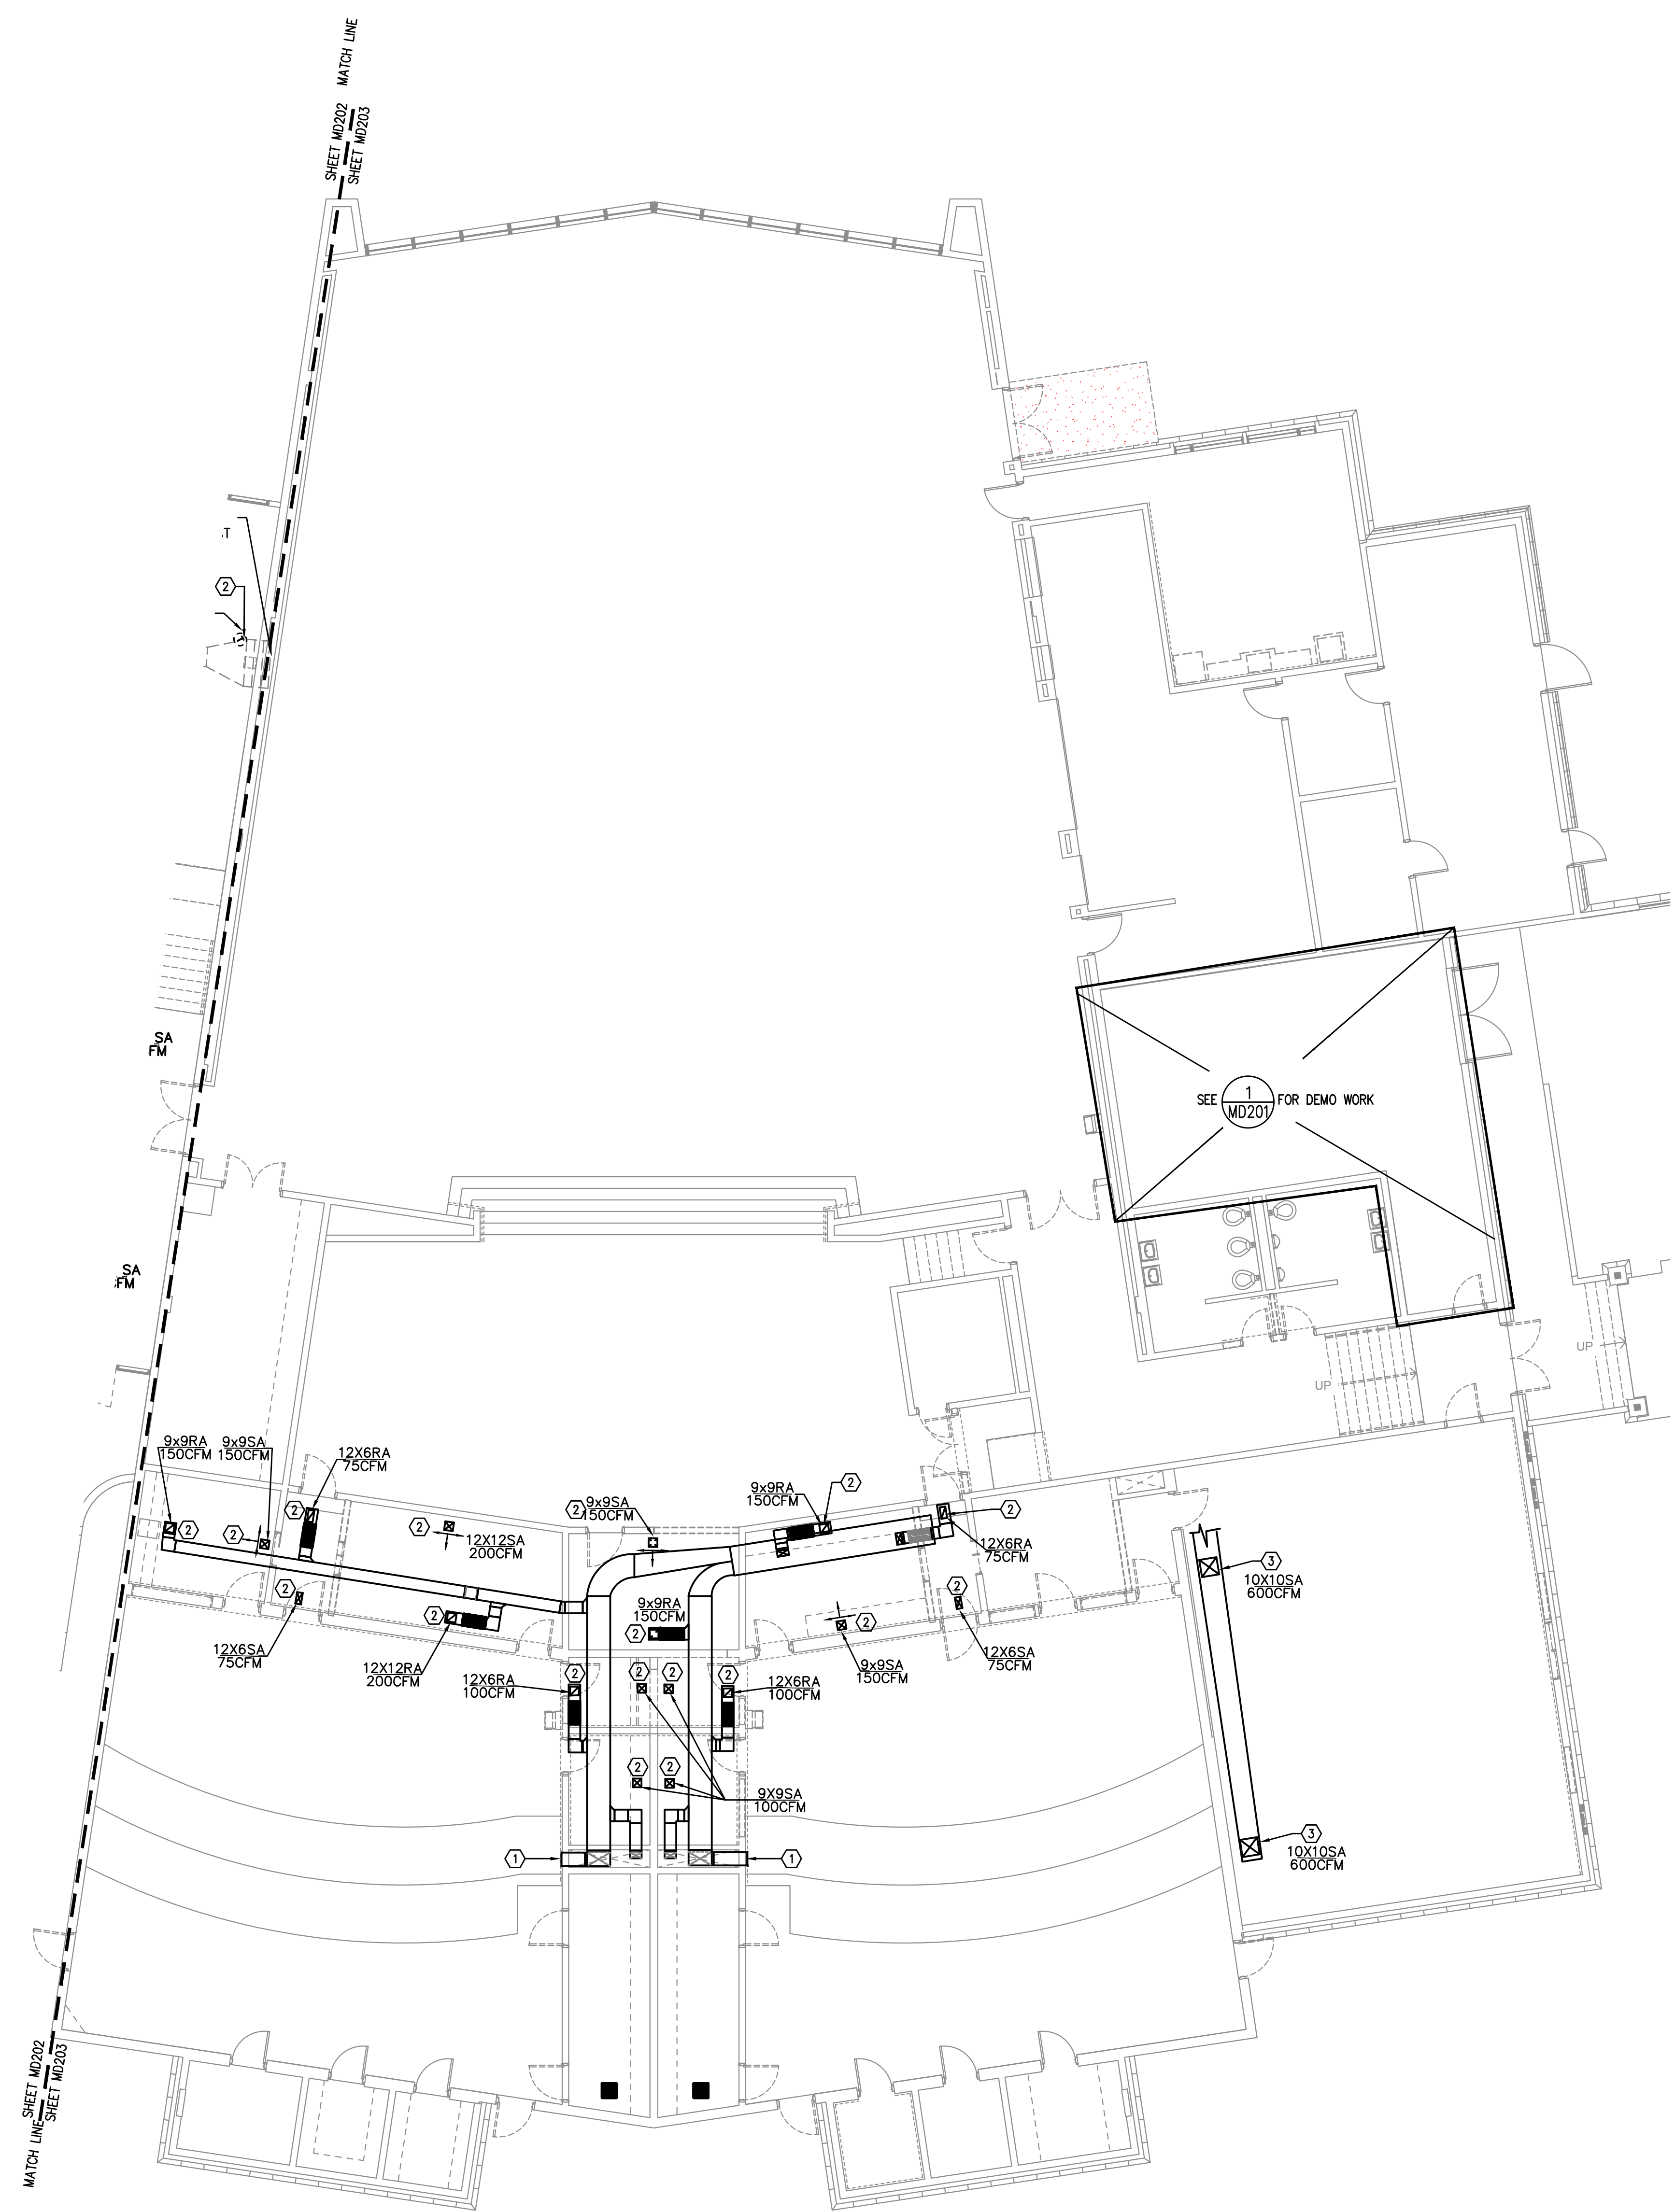 MATCH LINE
SHEET MD202
SHEET MD203
.T
2
SA
FM
SEE 1 FOR DEMO WORK
MD201
SA
FM
UP
UP
9x9RA
150CFM
9x9SA
150CFM
12X6RA
75CFM
2
2
2
2
12X12SA
200CFM
2
9x9SA
150CFM
9x9RA
150CFM
2
2
12X6RA
75CFM
3
10X10SA
600CFM
2
12X6SA
75CFM
2
12X12RA
200CFM
9x9RA
150CFM
2
2
9x9SA
150CFM
2
12X6SA
75CFM
12X6RA
100CFM
2
2
2
2
12X6RA
100CFM
2
2
9X9SA
100CFM
1
1
3
10X10SA
600CFM
MATCH LINE
SHEET MD202
SHEET MD203